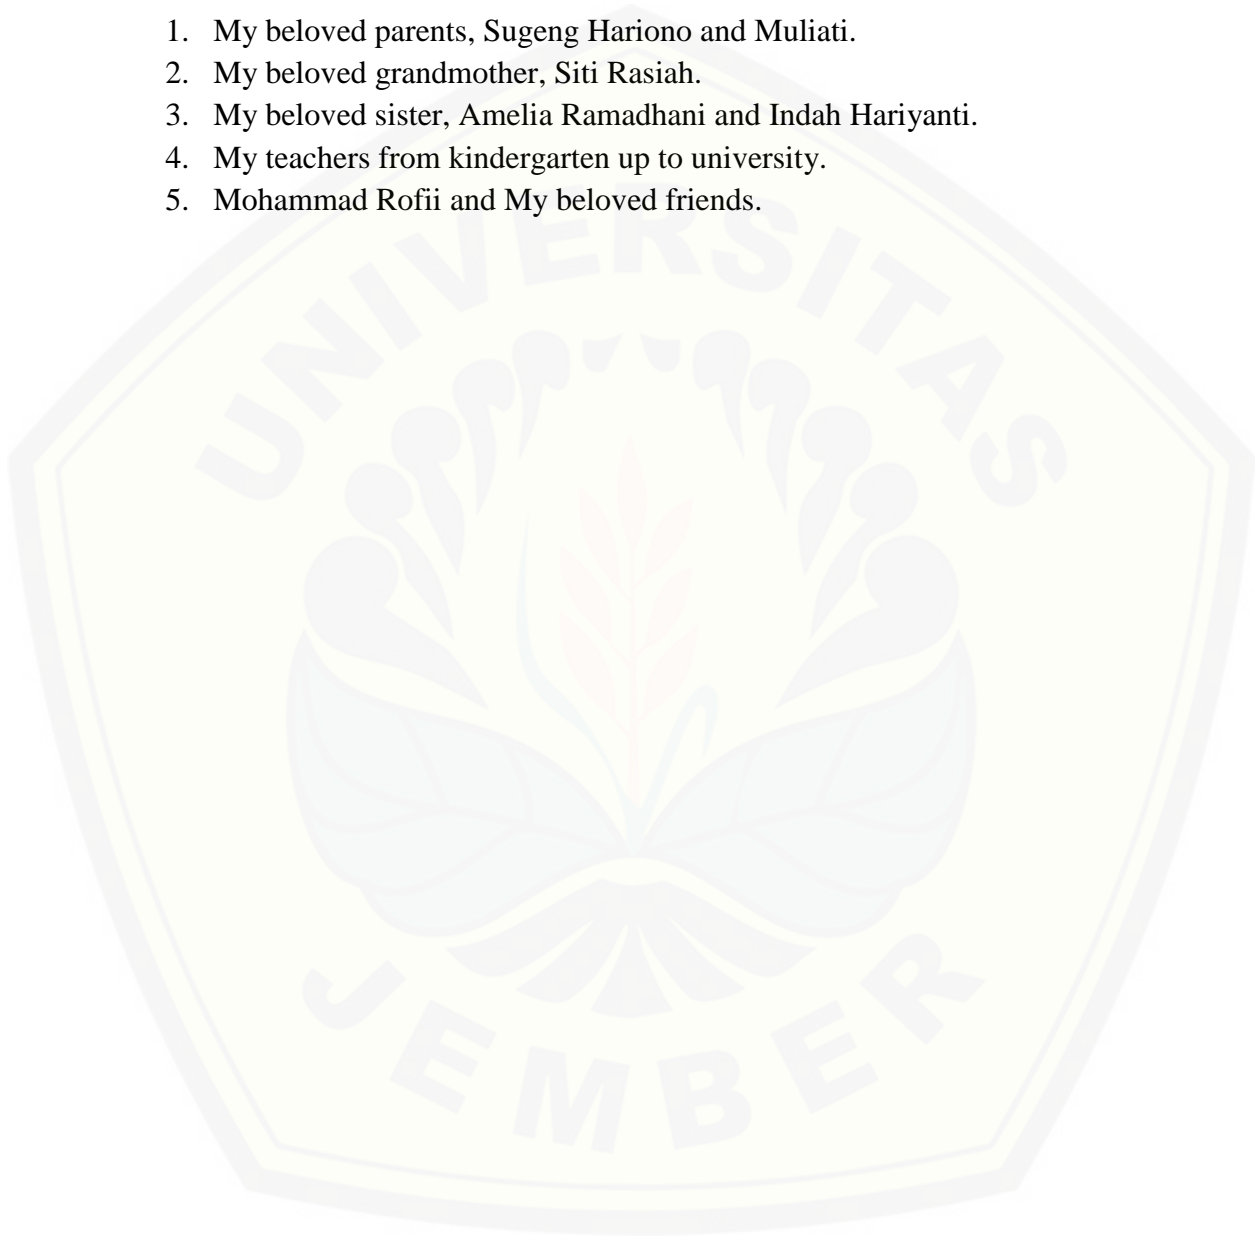 1. My beloved parents, Sugeng Hariono and Muliati.
2. My beloved grandmother, Siti Rasiah.
3. My beloved sister, Amelia Ramadhani and Indah Hariyanti.
4. My teachers from kindergarten up to university.
5. Mohammad Rofii and My beloved friends.
UNIVERSITAS
JEMBER